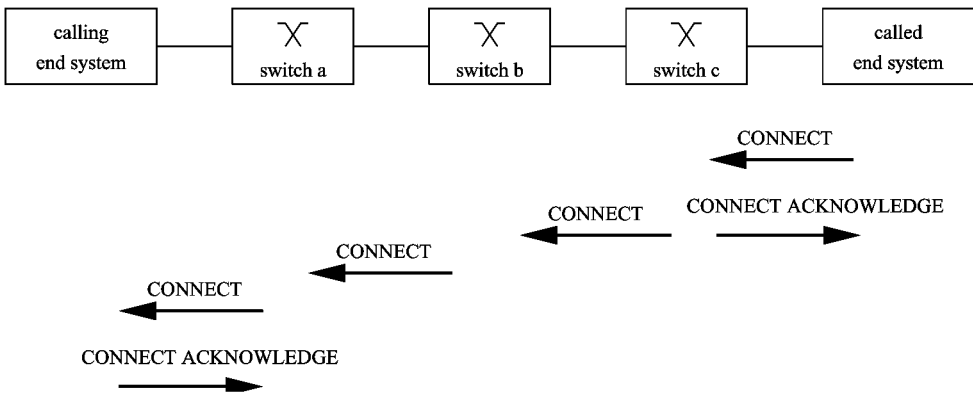 calling
end system
switch a
switch b
switch c
called
end system
CONNECT
CONNECT ACKNOWLEDGE
CONNECT
CONNECT
CONNECT
CONNECT ACKNOWLEDGE